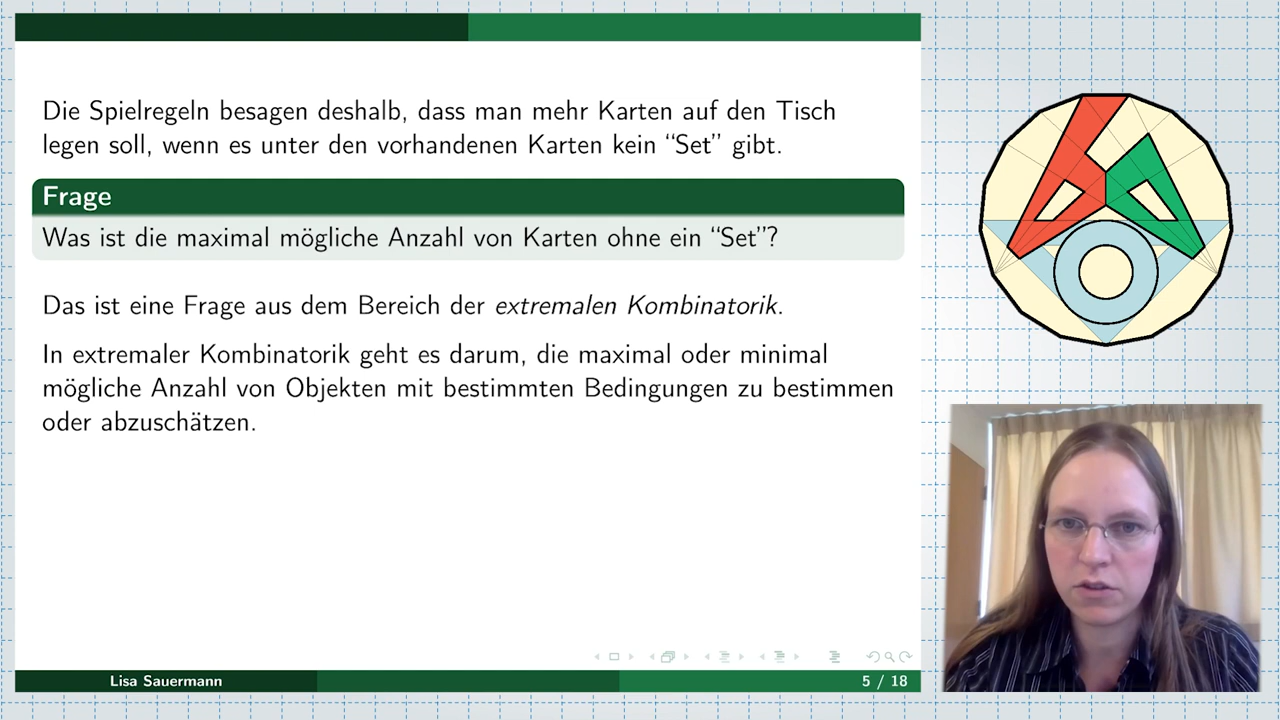 Die Spielregeln besagen deshalb, dass man mehr Karten auf den Tisch
legen soll, wenn es unter den vorhandenen Karten kein “Set” gibt.
Frage
Was ist die maximal mögliche Anzahl von Karten ohne ein “Set”?
Das ist eine Frage aus dem Bereich der extremalen Kombinatorik.
In extremaler Kombinatorik geht es darum, die maximal oder minimal
mögliche Anzahl von Objekten mit bestimmten Bedingungen zu bestimmen
oder abzuschätzen.
Lisa Sauermann
5 / 18